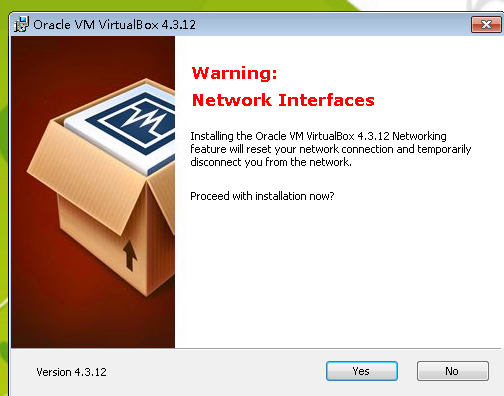 Oracle VM VirtualBox 4.3.12
Warning:
Network Interfaces
Installing the Oracle VM VirtualBox 4.3.12 Networking
feature will reset your network connection and temporarily
disconnect you from the network.
Proceed with installation now?
Version 4.3.12
Yes
No